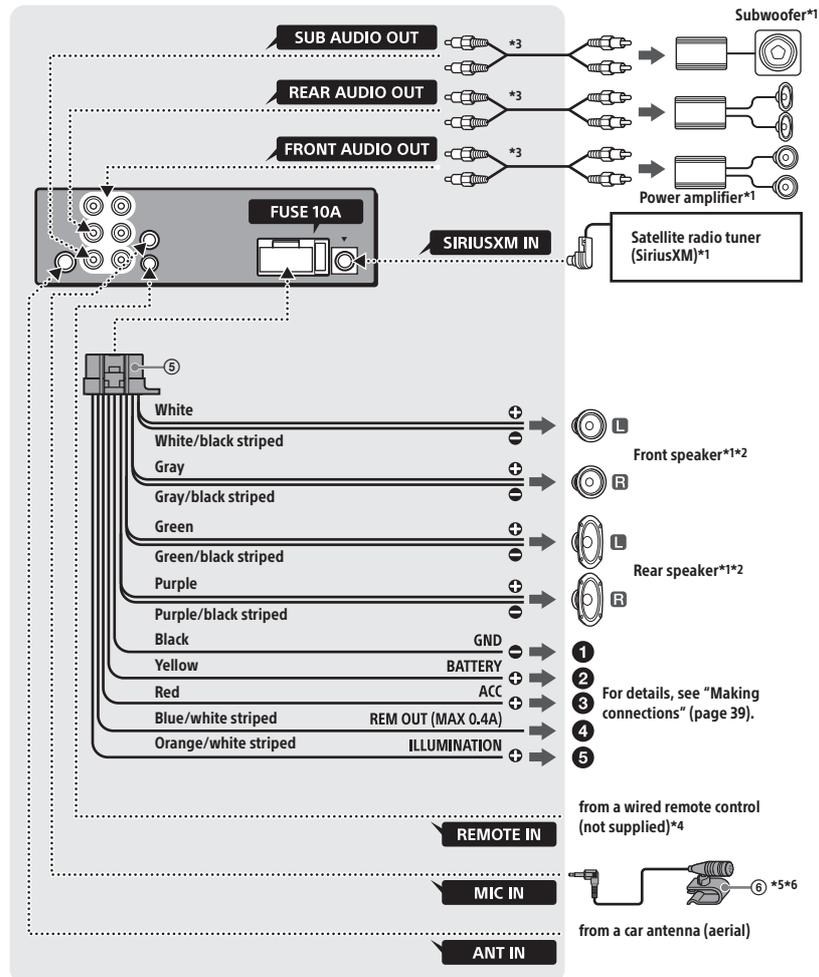 Subwoofer*1
SUB AUDIO OUT
*3
REAR AUDIO OUT
*3
FRONT AUDIO OUT
*3
Power amplifier*1
FUSE 10A
SIRIUSXM IN
Satellite radio tuner
(SiriusXM)*1
⑤
White
White/black striped
L
Front speaker*1*2
Gray
Gray/black striped
R
Green
Green/black striped
L
Rear speaker*1*2
Purple
Purple/black striped
R
Black GND ❶
Yellow BATTERY ❷
Red ACC ❸
Blue/white striped REM OUT (MAX 0.4A) ❹
Orange/white striped ILLUMINATION ❺
For details, see “Making
connections” (page 39).
from a wired remote control
(not supplied)*4
REMOTE IN
⑥ *5*6
MIC IN
from a car antenna (aerial)
ANT IN